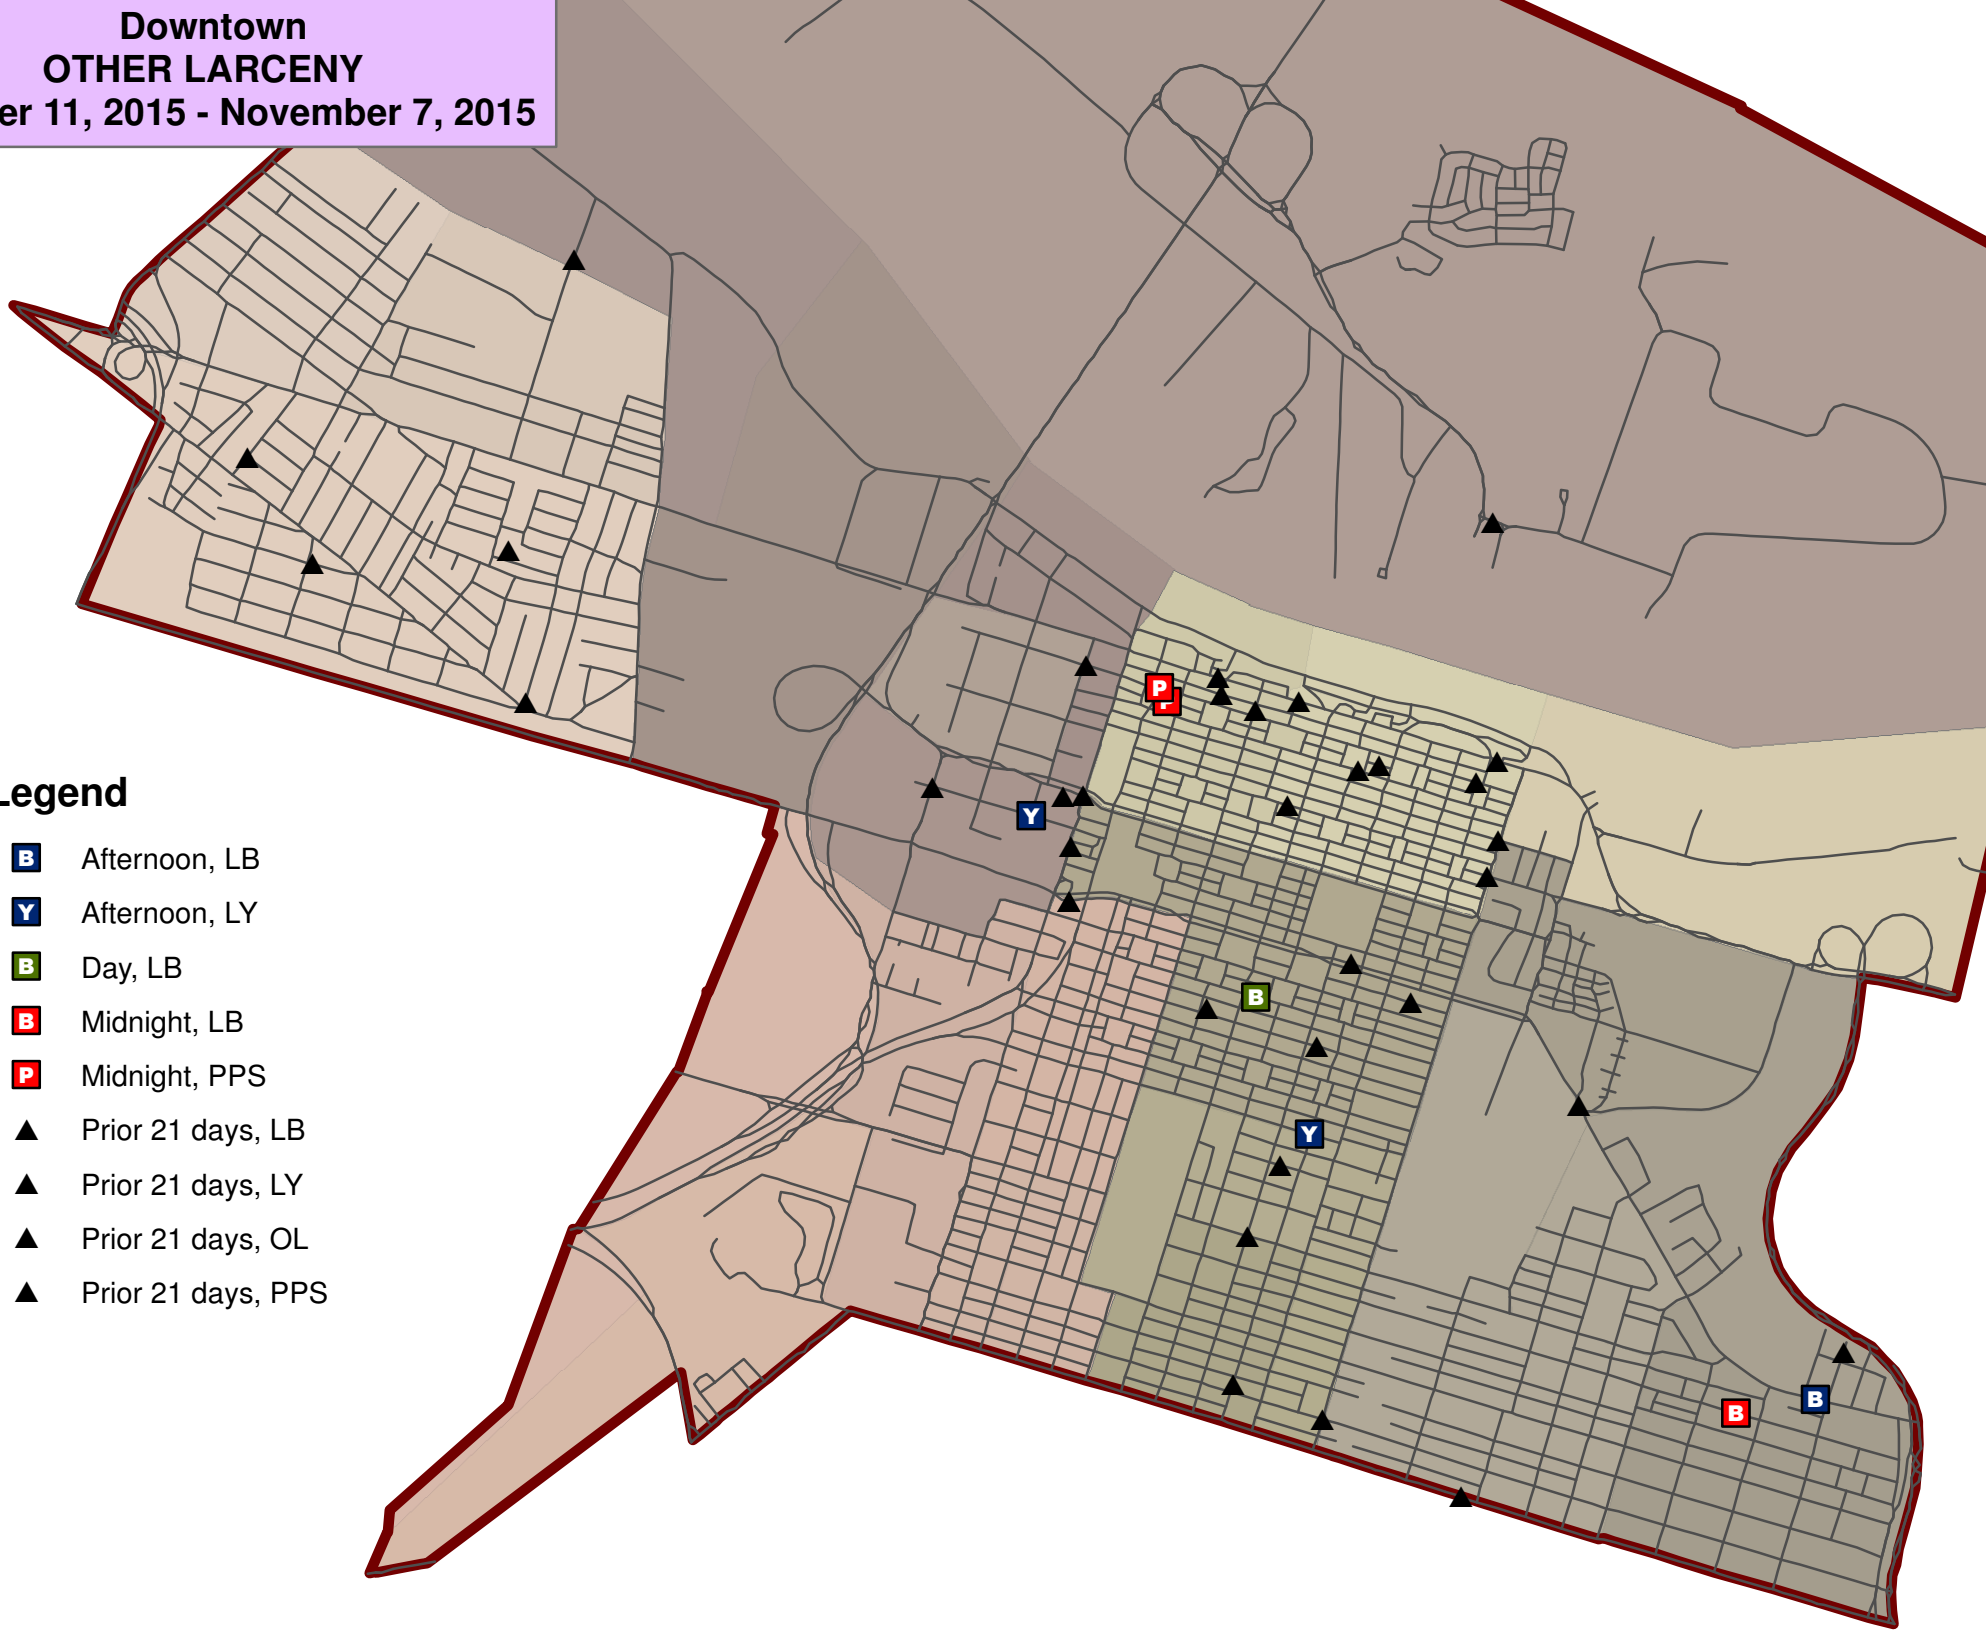 Downtown
OTHER LARCENY
er 11, 2015 - November 7, 2015
P
P
Y
B
Y
B
B
Legend
B Afternoon, LB
Y Afternoon, LY
B Day, LB
B Midnight, LB
P Midnight, PPS
Prior 21 days, LB
Prior 21 days, LY
Prior 21 days, OL
Prior 21 days, PPS